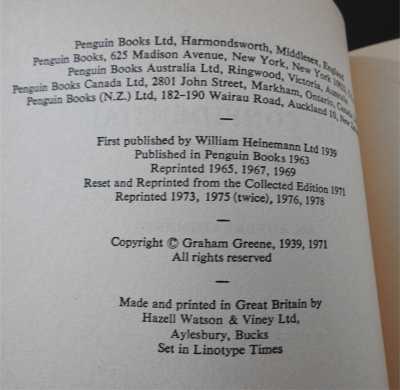 Penguin Books Ltd, Harmondsworth, Middlesex, England
Penguin Books, 625 Madison Avenue, New York, New York
Penguin Books Australia Ltd, Ringwood, Victoria, Australia
Penguin Books Canada Ltd, 2801 John Street, Markham, Ontario, Canada
Penguin Books (N.Z.) Ltd, 182–190 Wairau Road, Auckland 10, New
—
First published by William Heinemann Ltd 1939
Published in Penguin Books 1963
Reprinted 1965, 1967, 1969
Reset and Reprinted from the Collected Edition 1971
Reprinted 1973, 1975 (twice), 1976, 1978
—
Copyright © Graham Greene, 1939, 1971
All rights reserved
—
Made and printed in Great Britain by
Hazell Watson & Viney Ltd,
Aylesbury, Bucks
Set in Linotype Times